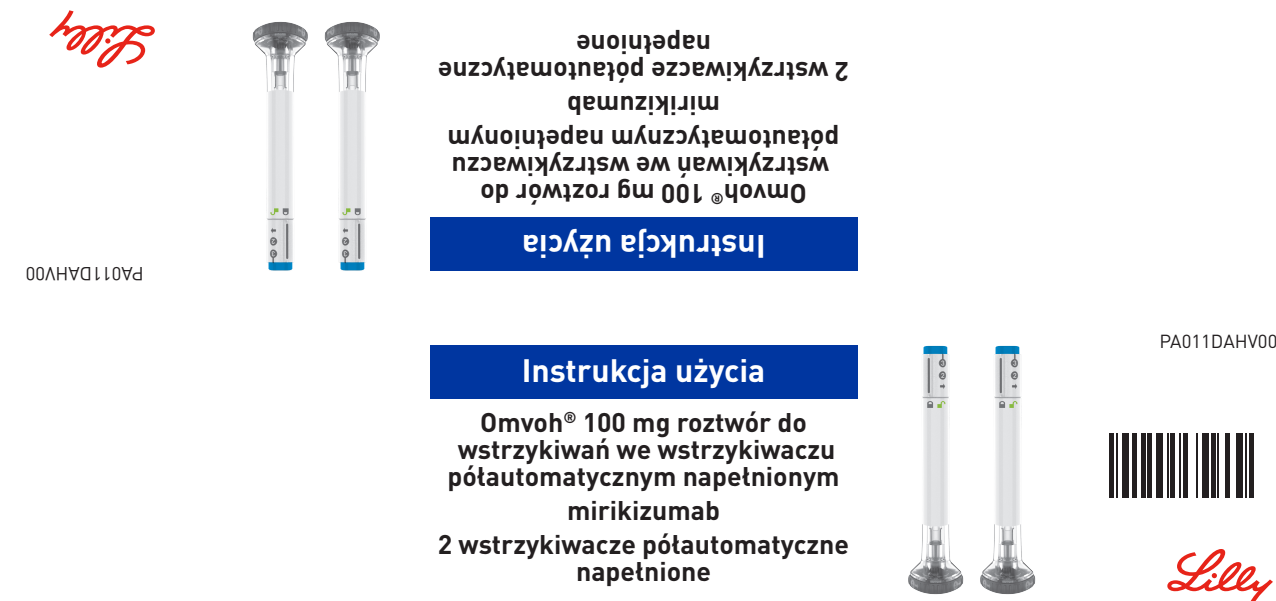 Lilly
2 wstrzykiwacze półautomatyczne
napełnione
mirikizumab
Omvoh® 100 mg roztwór do
wstrzykiwań we wstrzykiwaczu
półautomatycznym napełnionym
Instrukcja użycia
PA011DAHV00
PA011DAHV00
Instrukcja użycia
Omvoh® 100 mg roztwór do
wstrzykiwań we wstrzykiwaczu
półautomatycznym napełnionym
mirikizumab
2 wstrzykiwacze półautomatyczne
napełnione
Lilly